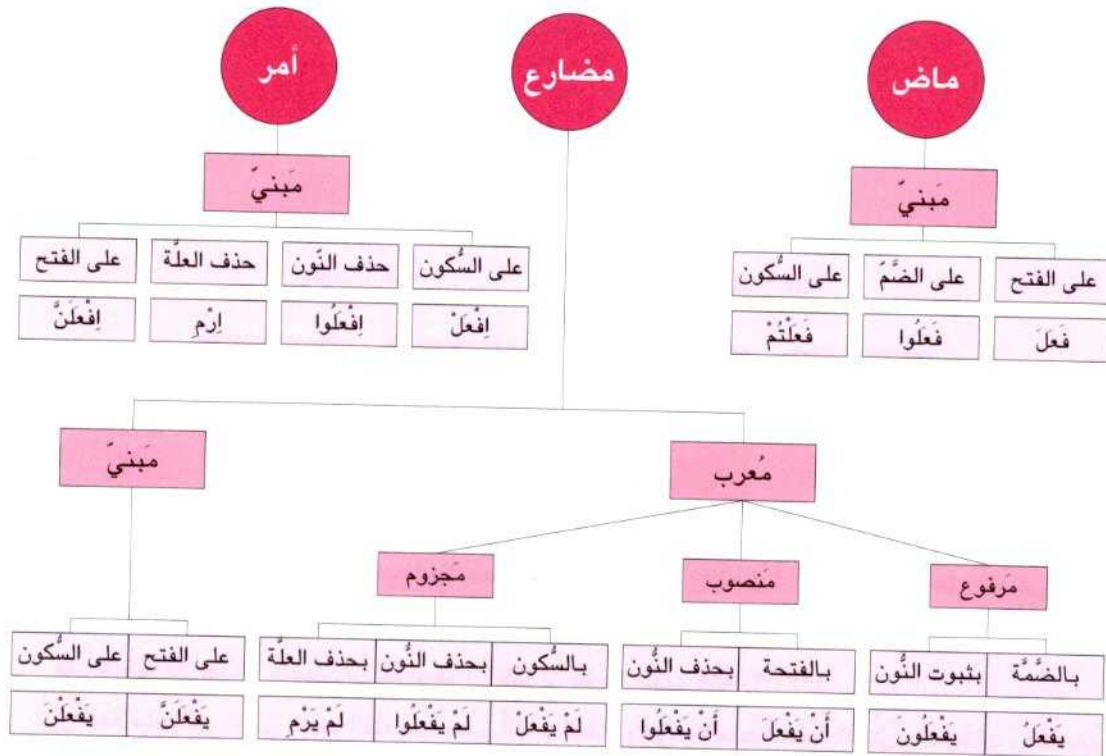 ماض
مضارع
أمر
مَبنيّ
على الفتح
على الضَّمّ
على السُّكون
فَعَلَ
فَعَلُوا
فَعَلْتُمْ
مَبنيّ
على السُّكون
حذف النّون
حذف العلَّة
على الفتح
اِفْعَلْ
اِفْعَلُوا
اِرْمِ
اِفْعَلَنَّ
مُعرب
مَبنيّ
مَرفوع
مَنصوب
مَجزوم
بالضَّمَّة
بثبوت النُّون
بالفتحة
بحذف النُّون
بالسُّكون
بحذف النُّون
بحذف العلَّة
على الفتح
على السُّكون
يَفْعَلُ
يَفْعَلُونَ
أَنْ يَفْعَلَ
أَنْ يَفْعَلُوا
لَمْ يَفْعَلْ
لَمْ يَفْعَلُوا
لَمْ يَرْمِ
يَفْعَلَنَّ
يَفْعَلْنَ